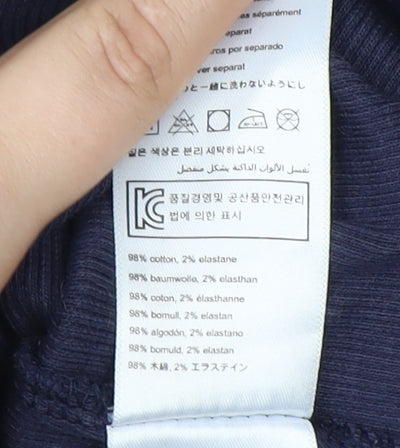 es séparément
separat
ros por separado
ver separat
と一緒に洗わないようにし
짙은 색상은 분리 세탁하십시오
تغسل الألوان الداكنة بشكل منفصل
품질경영및 공산품안전관리
법에 의한 표시
98% cotton, 2% elastane
98% baumwolle, 2% elasthan
98% coton, 2% élasthanne
98% bomull, 2% elastan
98% algodón, 2% elastano
98% bomuld, 2% elastan
98% 木綿, 2% エラステイン